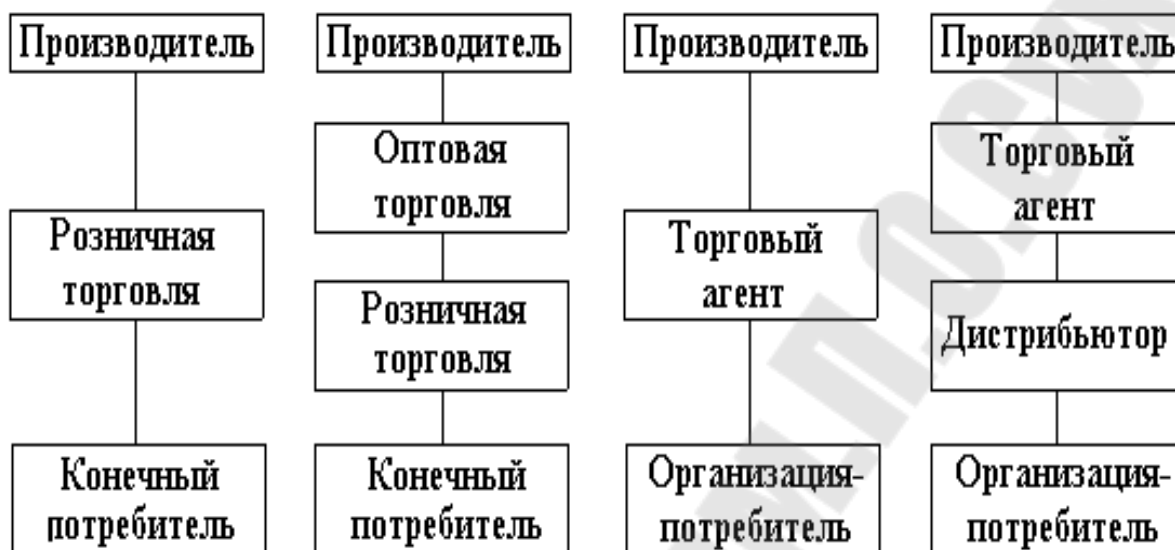 Производитель
Розничная
торговля
Конечный
потребитель
Производитель
Оптовая
торговля
Розничная
торговля
Конечный
потребитель
Производитель
Торговый
агент
Организация-
потребитель
Производитель
Торговый
агент
Дистрибьютор
Организация-
потребитель